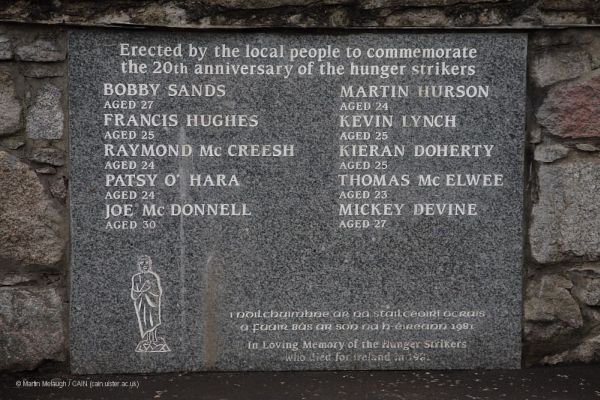 Erected by the local people to commemorate
the 20th anniversary of the hunger strikers
BOBBY SANDS
AGED 27
FRANCIS HUGHES
AGED 25
RAYMOND Mc CREESH
AGED 24
PATSY O' HARA
AGED 24
JOE Mc DONNELL
AGED 30
MARTIN HURSON
AGED 24
KEVIN LYNCH
AGED 25
KIERAN DOHERTY
AGED 25
THOMAS Mc ELWEE
AGED 23
MICKEY DEVINE
AGED 27
I NDILCHUIMHNE AR NA STAILCEOIRÍ OCRAIS
A FUAIR BÁS AR SON NA H-ÉIREANN 1981
In Loving Memory of the Hunger Strikers
who died for Ireland in 1981.
© Martin Melaugh / CAIN (cain.ulster.ac.uk)